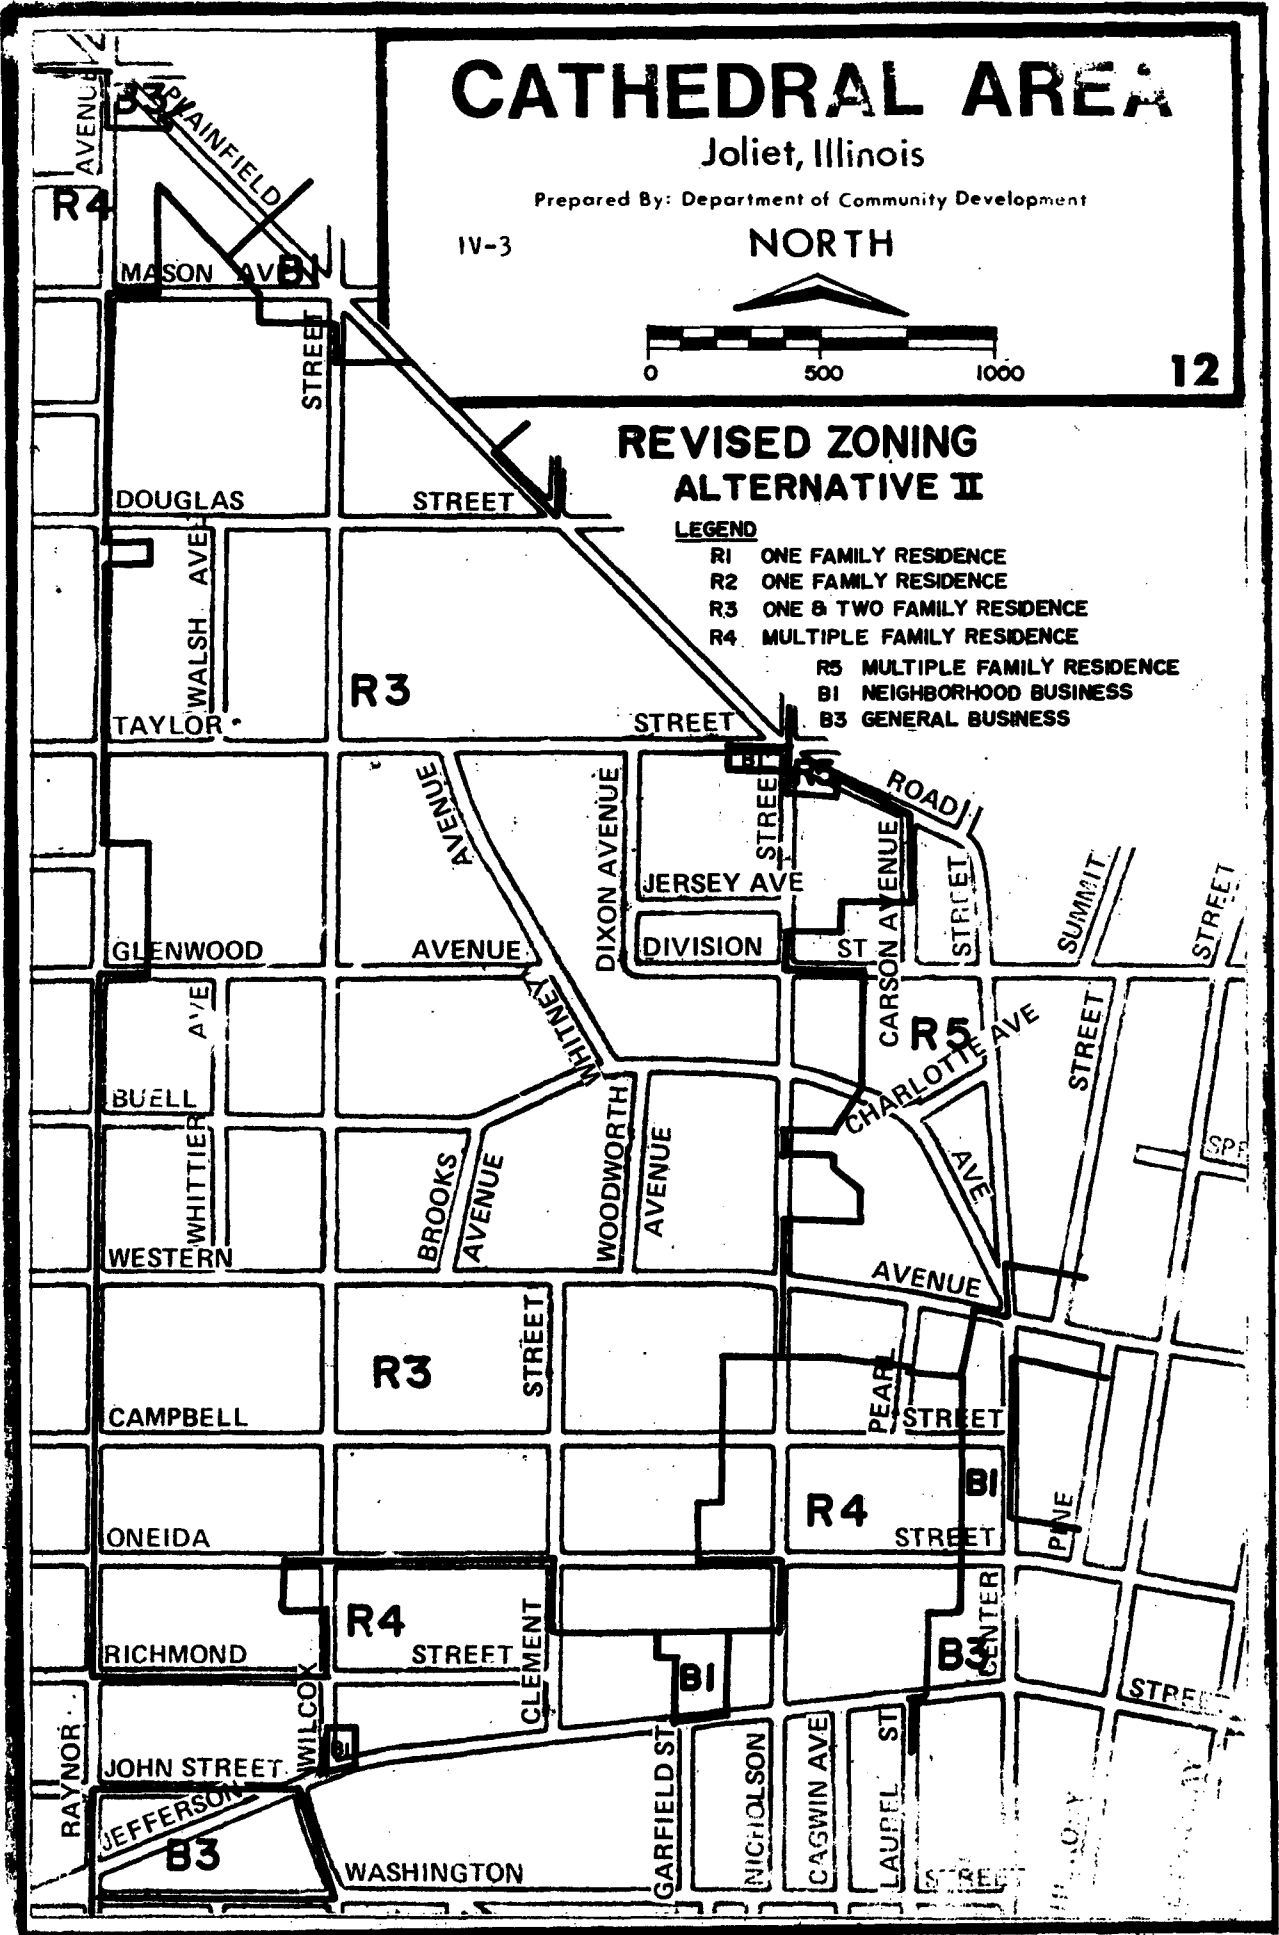 CATHEDRAL AREA
Joliet, Illinois
Prepared By: Department of Community Development
IV-3
NORTH
0 500 1000
12
REVISED ZONING
ALTERNATIVE II
LEGEND
R1 ONE FAMILY RESIDENCE
R2 ONE FAMILY RESIDENCE
R3 ONE & TWO FAMILY RESIDENCE
R4 MULTIPLE FAMILY RESIDENCE
R5 MULTIPLE FAMILY RESIDENCE
B1 NEIGHBORHOOD BUSINESS
B3 GENERAL BUSINESS
AVENUE
B3
PLAINFIELD
R4
MASON AVE
B1
STREET
DOUGLAS STREET
WALSH AVE
R3
TAYLOR STREET
B1
R5
ROAD
AVENUE
DIXON AVENUE
STREET
JERSEY AVE
CARSON AVENUE
STREET
SUMMIT
STREET
GLENWOOD AVENUE
DIVISION ST
AVE
WHITNEY
R5
CHARLOTTE AVE
STREET
BUELL
WHITTIER
BROOKS
AVENUE
WOODWORTH
AVENUE
AVE
WESTERN
AVENUE
STREET
R3
PEARL
CAMPBELL
STREET
B1
R4
PINE
ONEIDA
STREET
R4
CLEMENT
CENTER
RICHMOND STREET
B3
B1
WILCOX
STREET
RAYNOR
B1
JOHN STREET
JEFFERSON
B3
GARFIELD ST
NICHOLSON
CAGWIN AVE
LAUREL ST
WASHINGTON
STREET